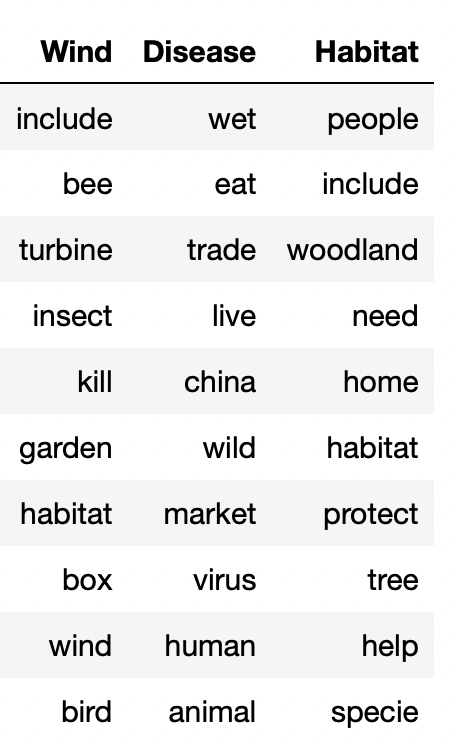 Wind Disease Habitat
include wet people
bee eat include
turbine trade woodland
insect live need
kill china home
garden wild habitat
habitat market protect
box virus tree
wind human help
bird animal specie